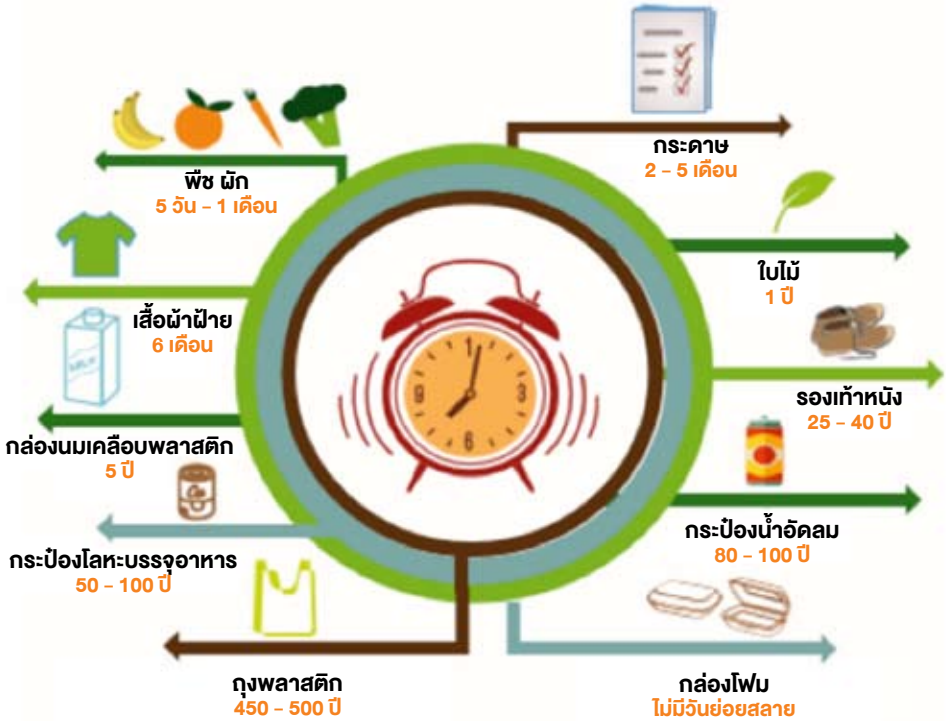 กระดาษ
2 - 5 เดือน
พืช ผัก
5 วัน - 1 เดือน
ใบไม้
1 ปี
เสื้อผ้าฝ้าย
6 เดือน
MILK
รองเท้าหนัง
25 - 40 ปี
กล่องนมเคลือบพลาสติก
5 ปี
กระป๋องน้ำอัดลม
80 - 100 ปี
กระป๋องโลหะบรรจุอาหาร
50 - 100 ปี
ถุงพลาสติก
450 - 500 ปี
กล่องโฟม
ไม่มีวันย่อยสลาย